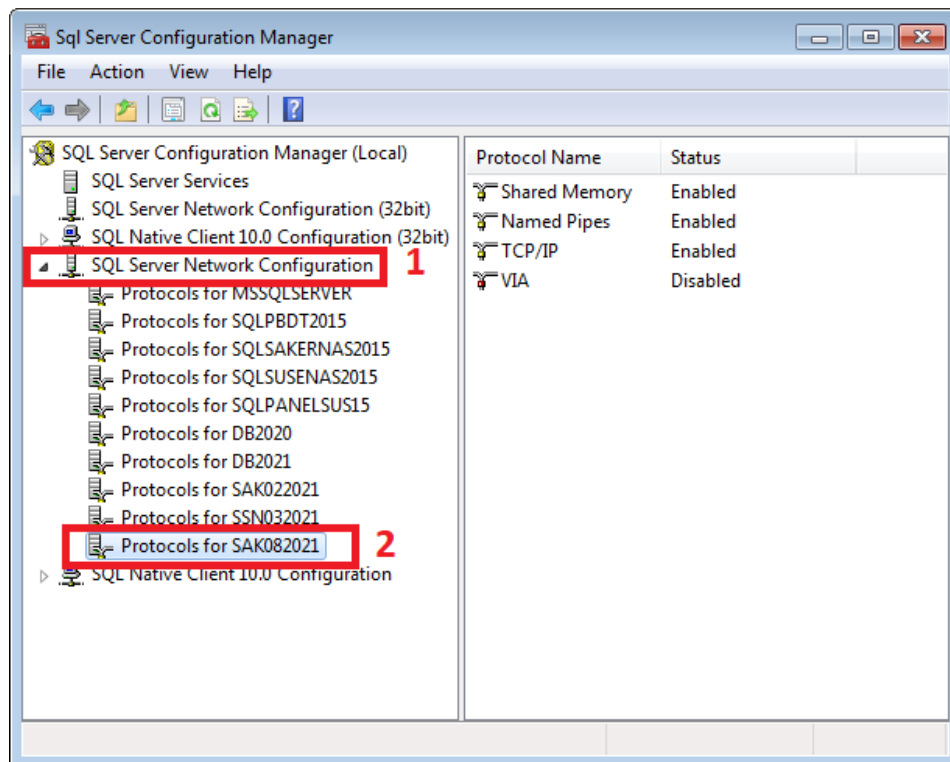 Sql Server Configuration Manager
File Action View Help
SQL Server Configuration Manager (Local)
SQL Server Services
SQL Server Network Configuration (32bit)
SQL Native Client 10.0 Configuration (32bit)
SQL Server Network Configuration 1
Protocols for MSSQLSERVER
Protocols for SQLPBDT2015
Protocols for SQLSAKERNAS2015
Protocols for SQLSUSENAS2015
Protocols for SQLPANELSUS15
Protocols for DB2020
Protocols for DB2021
Protocols for SAK022021
Protocols for SSN032021
Protocols for SAK082021 2
SQL Native Client 10.0 Configuration
Protocol Name Status
Shared Memory Enabled
Named Pipes Enabled
TCP/IP Enabled
VIA Disabled